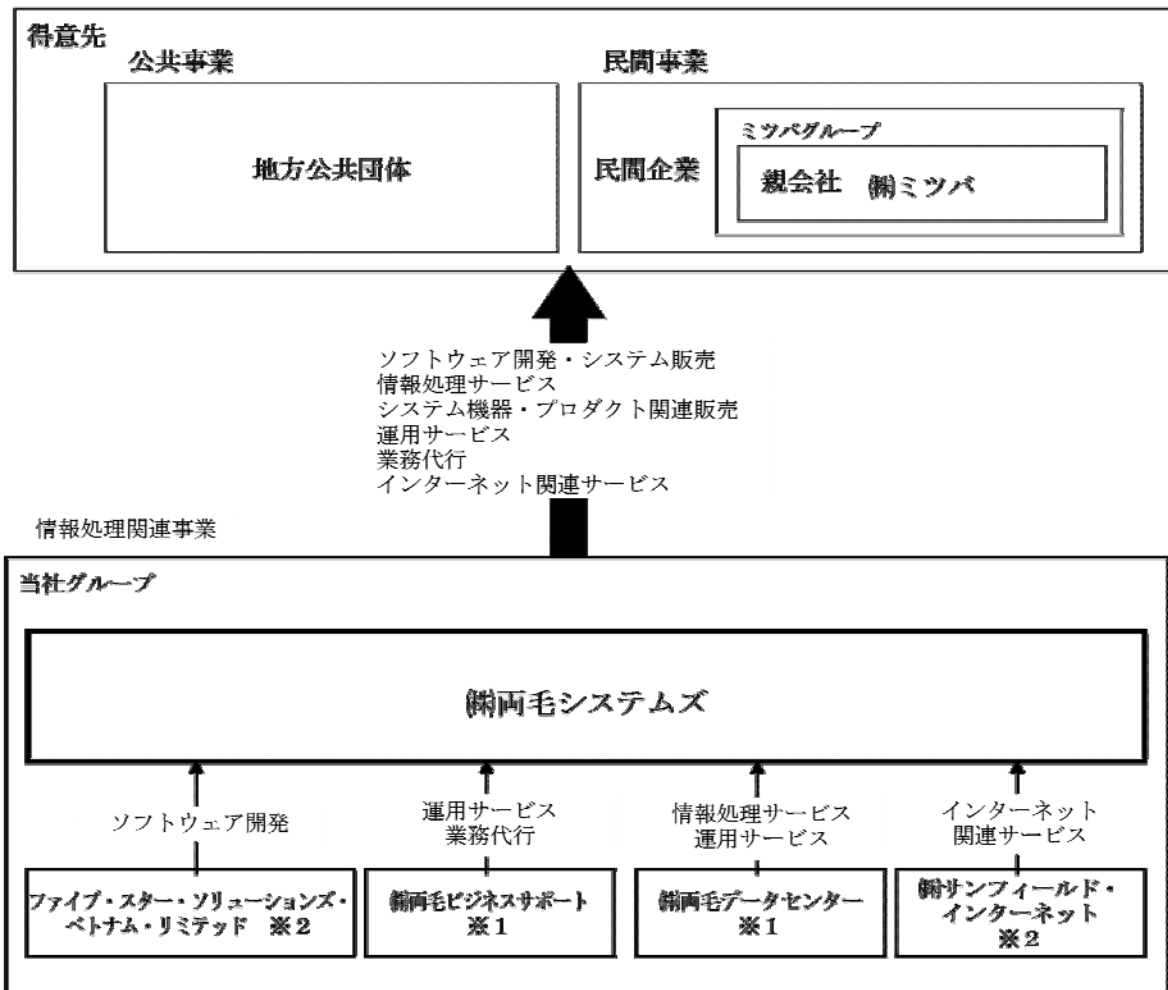 得意先
公共事業
民間事業
地方公共団体
民間企業
ミツバグループ
親会社 ㈱ミツバ
ソフトウェア開発・システム販売
情報処理サービス
システム機器・プロダクト関連販売
運用サービス
業務代行
インターネット関連サービス
情報処理関連事業
当社グループ
㈱両毛システムズ
ソフトウェア開発
運用サービス
業務代行
情報処理サービス
運用サービス
インターネット
関連サービス
ファイブ・スター・ソリューションズ・
ベトナム・リミテッド ※2
㈱両毛ビジネスサポート
※1
㈱両毛データセンター
※1
㈱サンフィールド・
インターネット
※2